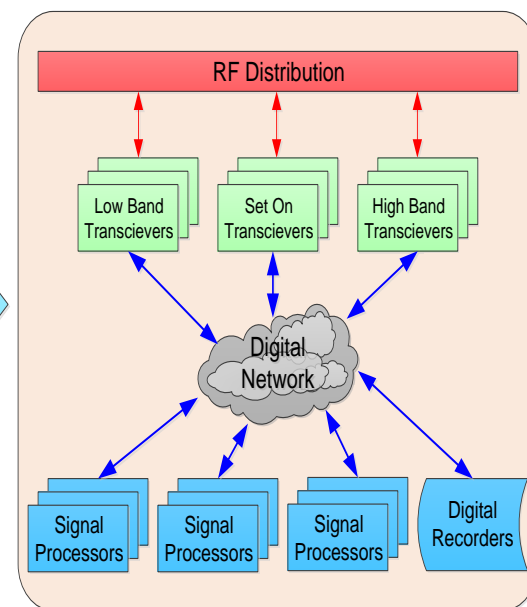 RF Distribution
Low Band
Transcievers
Set On
Transcievers
High Band
Transcievers
Digital
Network
Signal
Processors
Signal
Processors
Signal
Processors
Digital
Recorders